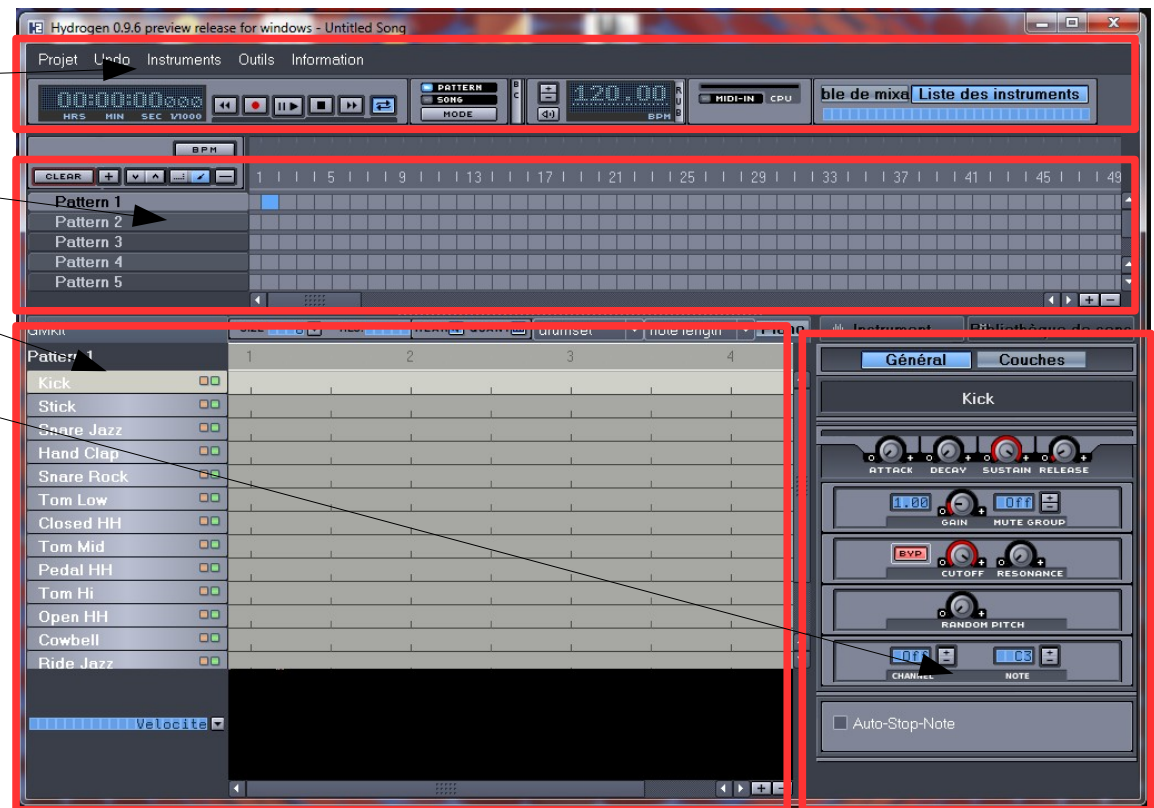 Hydrogen 0.9.6 preview release for windows - Untitled Song
Projet Undo Instruments Outils Information
00:00:00000
HRS MIN SEC 1/1000
PATTERN
SONG
MODE
B
C
120.00
BPM
R
U
B
MIDI-IN CPU
ble de mixa Liste des instruments
BPM
CLEAR
1 5 9 13 17 21 25 29 33 37 41 45 49
Pattern 1
Pattern 2
Pattern 3
Pattern 4
Pattern 5
GMkit
drumset
note length
Piano
Instrument
Bibliothèque de sons
Pattern 1
1 2 3 4
Kick
Stick
Snare Jazz
Hand Clap
Snare Rock
Tom Low
Closed HH
Tom Mid
Pedal HH
Tom Hi
Open HH
Cowbell
Ride Jazz
Velocite
Général Couches
Kick
ATTACK DECAY SUSTAIN RELEASE
1.00 Off
GAIN MUTE GROUP
BYP
CUTOFF RESONANCE
RANDOM PITCH
Off C3
CHANNEL NOTE
Auto-Stop-Note